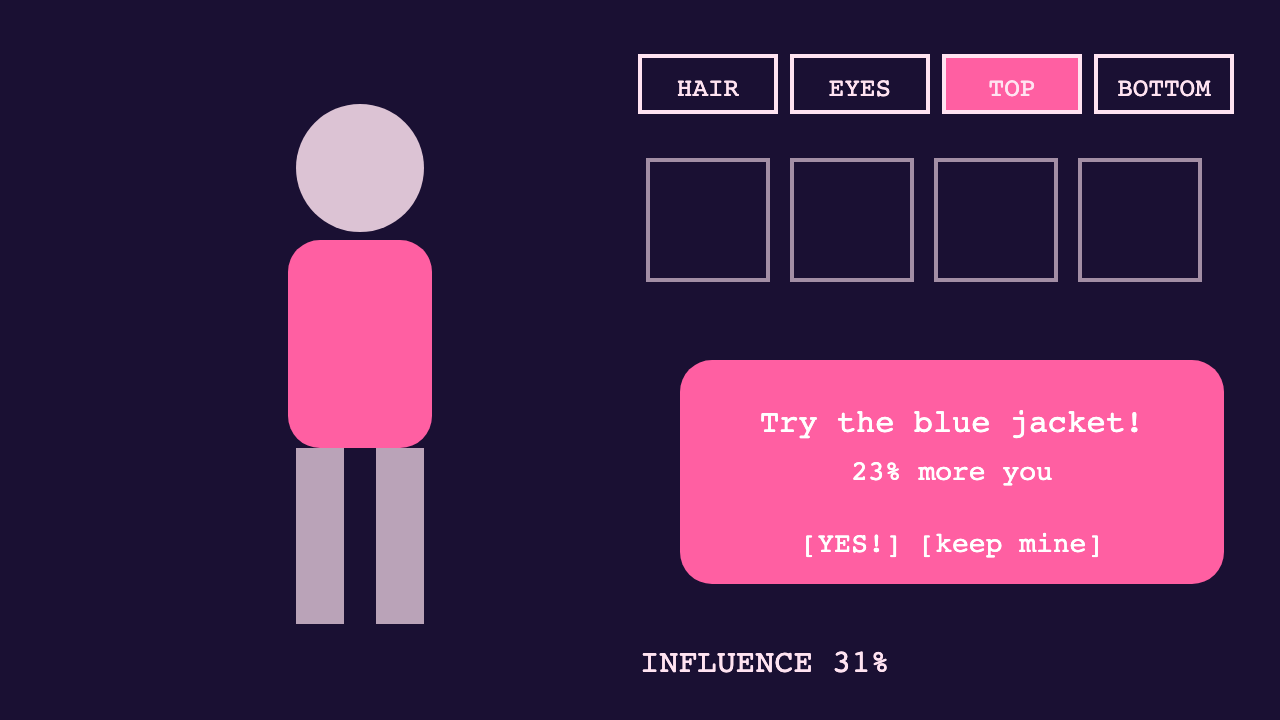 HAIR EYES TOP BOTTOM
Try the blue jacket!
23% more you
[YES!] [keep mine]
INFLUENCE 31%